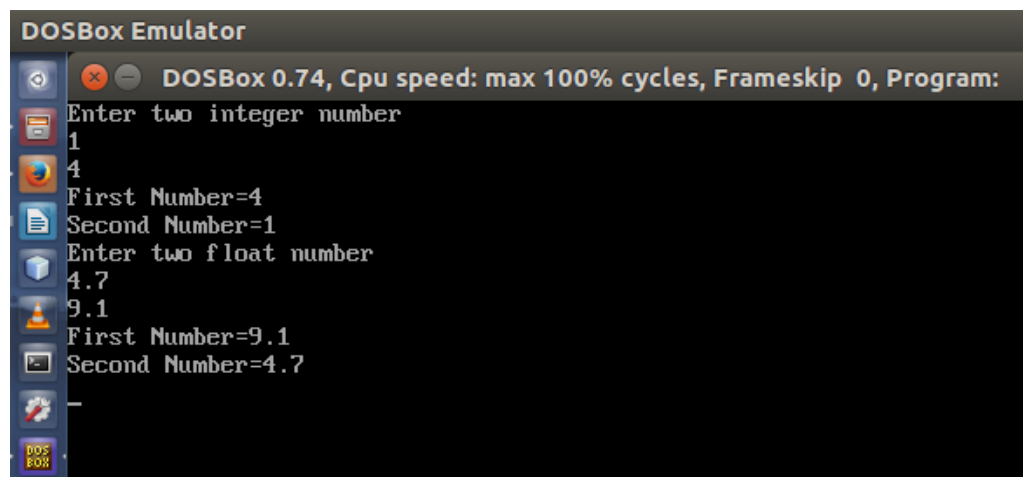 DOSBox Emulator
DOSBox 0.74, Cpu speed: max 100% cycles, Frameskip 0, Program:
Enter two integer number
1
4
First Number=4
Second Number=1
Enter two float number
4.7
9.1
First Number=9.1
Second Number=4.7
DOS
BOX